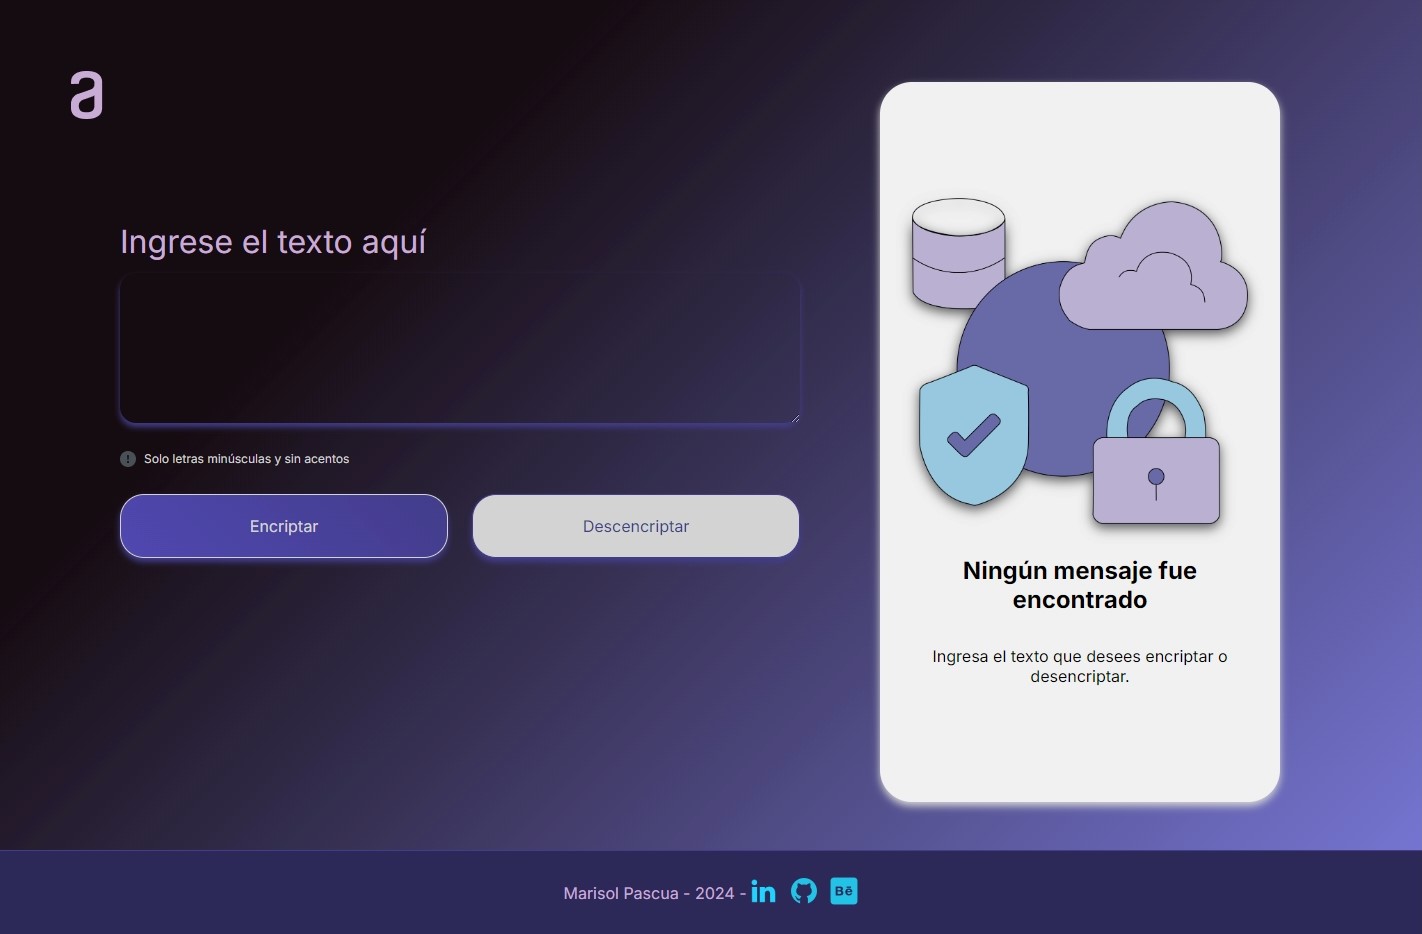 a
Ingrese el texto aquí
Solo letras minúsculas y sin acentos
Encriptar
Descencriptar
Ningún mensaje fue
encontrado
Ingresa el texto que desees encriptar o
desencriptar.
Marisol Pascua - 2024 - in Bē